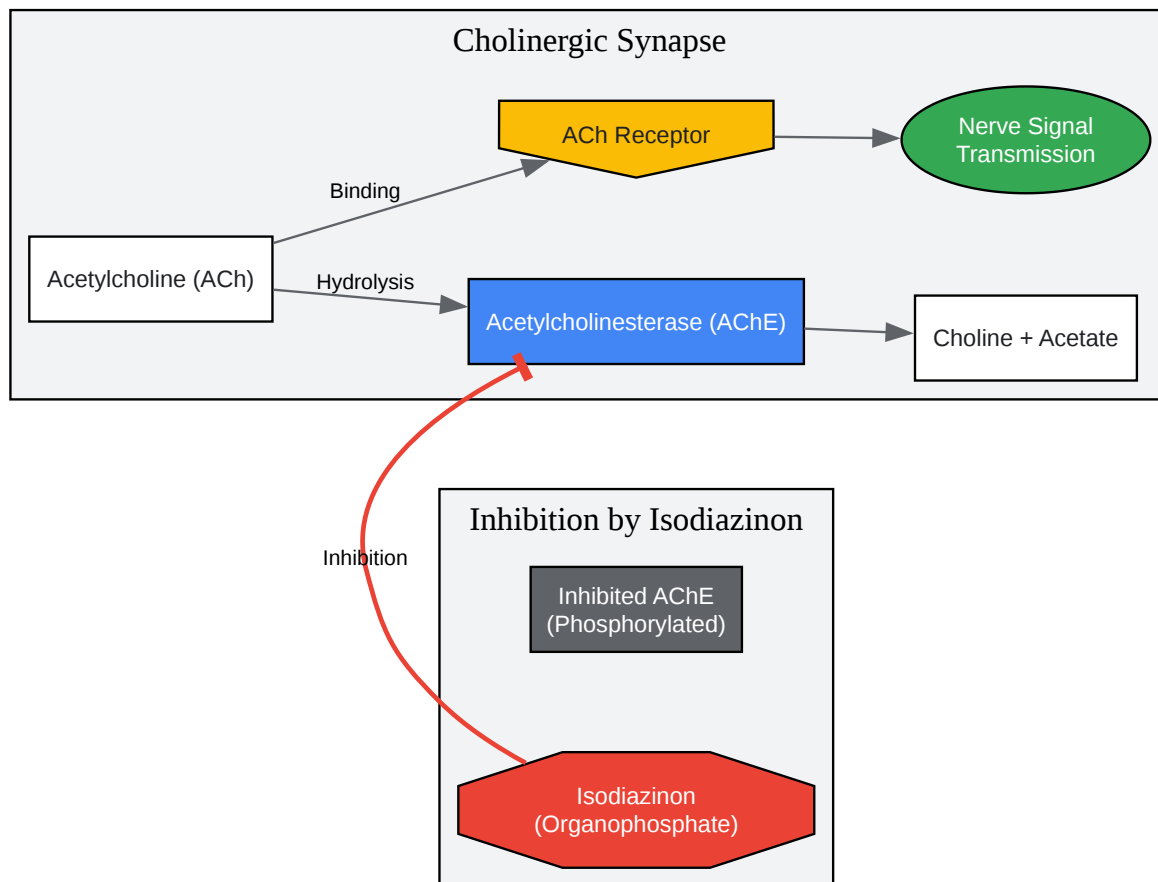 Cholinergic Synapse
ACh Receptor
Nerve Signal
Transmission
Binding
Acetylcholine (ACh)
Hydrolysis
Acetylcholinesterase (AChE)
Choline + Acetate
Inhibition by Isodiazinon
Inhibition
Inhibited AChE
(Phosphorylated)
Isodiazinon
(Organophosphate)